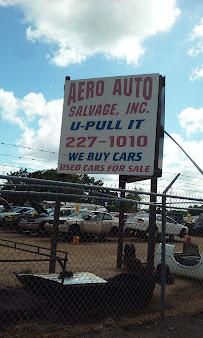 AERO AUTO
SALVAGE, INC.
U-PULL IT
227-1010
WE BUY CARS
USED CARS FOR SALE